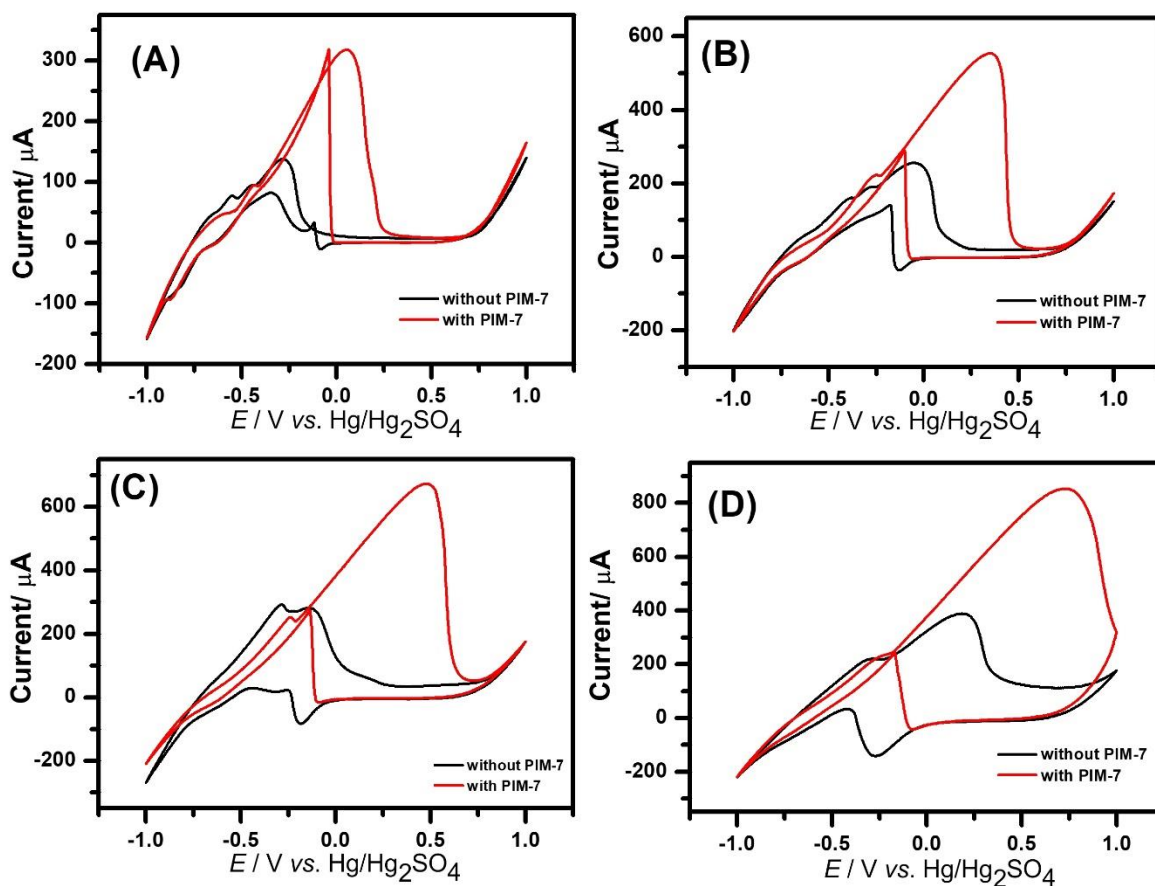 (A)
Current/ μA
300
200
100
0
-100
-200
without PIM-7
with PIM-7
-1.0 -0.5 0.0 0.5 1.0
E / V vs. Hg/Hg₂SO₄
(B)
Current/ μA
600
400
200
0
-200
without PIM-7
with PIM-7
-1.0 -0.5 0.0 0.5 1.0
E / V vs. Hg/Hg₂SO₄
(C)
Current/ μA
600
400
200
0
-200
without PIM-7
with PIM-7
-1.0 -0.5 0.0 0.5 1.0
E / V vs. Hg/Hg₂SO₄
(D)
Current/ μA
800
600
400
200
0
-200
without PIM-7
with PIM-7
-1.0 -0.5 0.0 0.5 1.0
E / V vs. Hg/Hg₂SO₄